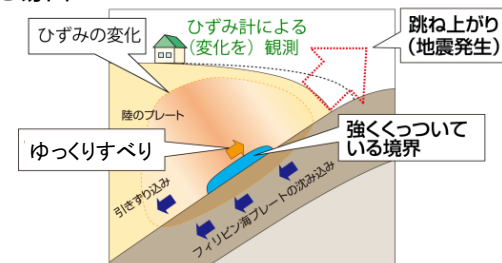 ひずみの変化
ひずみ計による
(変化を)観測
跳ね上がり
(地震発生)
陸のプレート
ゆっくりすべり
強くくっついて
いる境界
引きずり込み
フィリピン海プレートの沈み込み